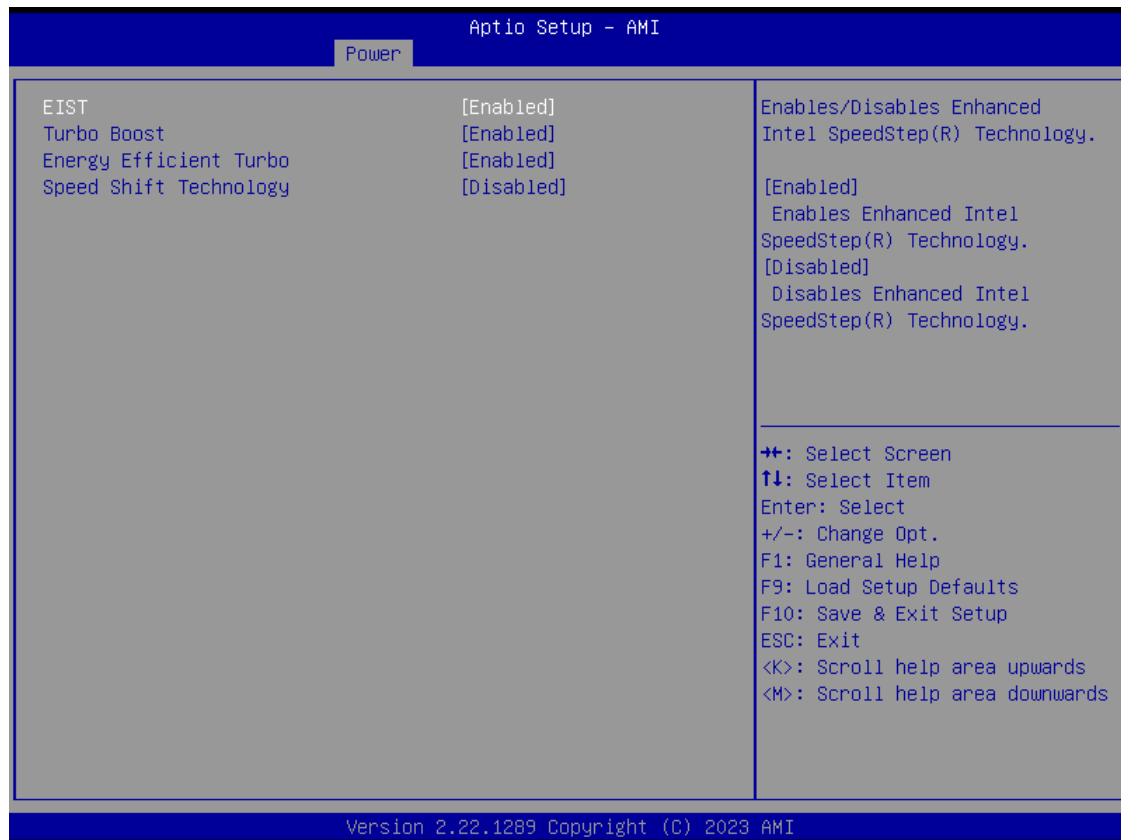 Aptio Setup – AMI
Power
EIST [Enabled]
Turbo Boost [Enabled]
Energy Efficient Turbo [Enabled]
Speed Shift Technology [Disabled]
Enables/Disables Enhanced
Intel SpeedStep(R) Technology.
[Enabled]
Enables Enhanced Intel
SpeedStep(R) Technology.
[Disabled]
Disables Enhanced Intel
SpeedStep(R) Technology.
→←: Select Screen
↑↓: Select Item
Enter: Select
+/-: Change Opt.
F1: General Help
F9: Load Setup Defaults
F10: Save & Exit Setup
ESC: Exit
<K>: Scroll help area upwards
<M>: Scroll help area downwards
Version 2.22.1289 Copyright (C) 2023 AMI